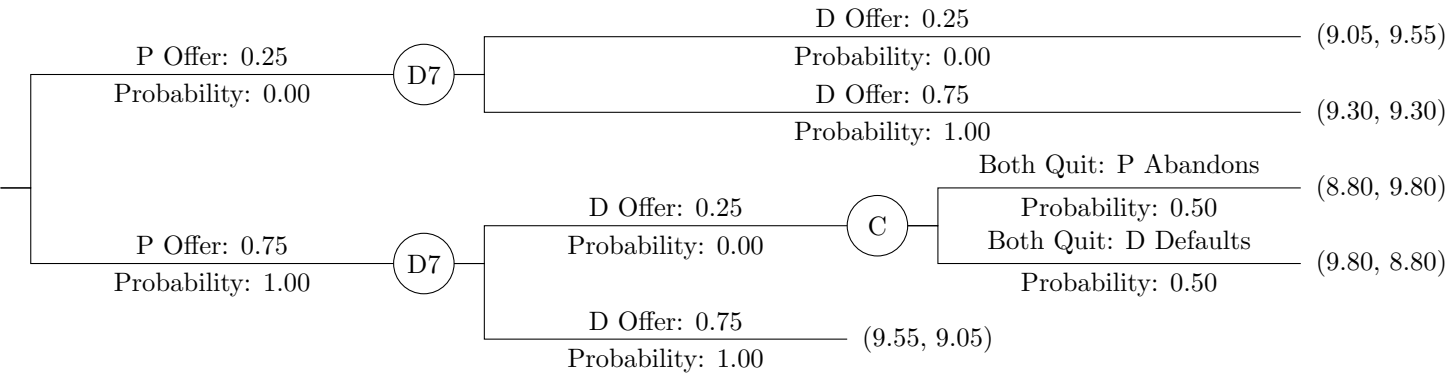 D Offer: 0.25
(9.05, 9.55)
Probability: 0.00
P Offer: 0.25
D7
Probability: 0.00
D Offer: 0.75
(9.30, 9.30)
Probability: 1.00
Both Quit: P Abandons
(8.80, 9.80)
Probability: 0.50
D Offer: 0.25
C
Probability: 0.00
Both Quit: D Defaults
(9.80, 8.80)
Probability: 0.50
P Offer: 0.75
D7
Probability: 1.00
D Offer: 0.75
(9.55, 9.05)
Probability: 1.00